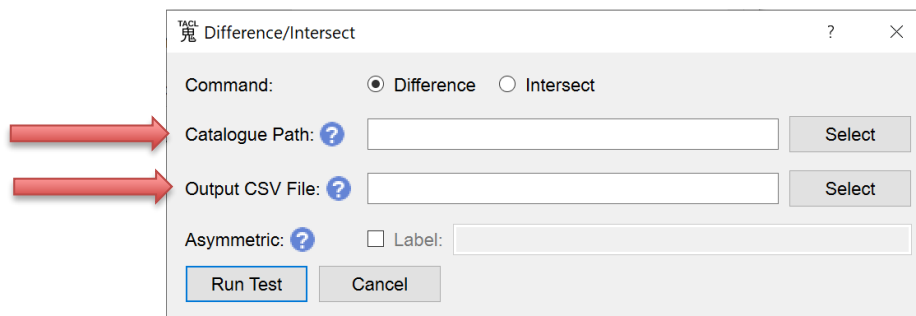 TACL
鬼 Difference/Intersect ?
Command: Difference Intersect
Catalogue Path: ? Select
Output CSV File: ? Select
Asymmetric: ? Label:
Run Test Cancel